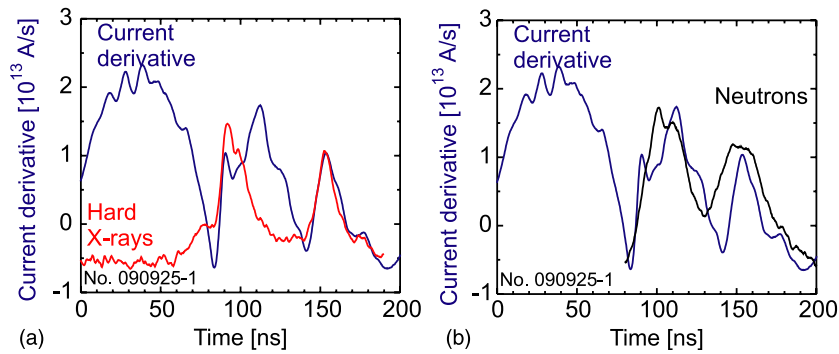 Current derivative [10^13 A/s]
3
2
1
0
-1
Current
derivative
Hard
X-rays
No. 090925-1
0 50 100 150 200
(a) Time [ns]
Current derivative [10^13 A/s]
3
2
1
0
-1
Current
derivative
Neutrons
No. 090925-1
0 50 100 150 200
(b) Time [ns]